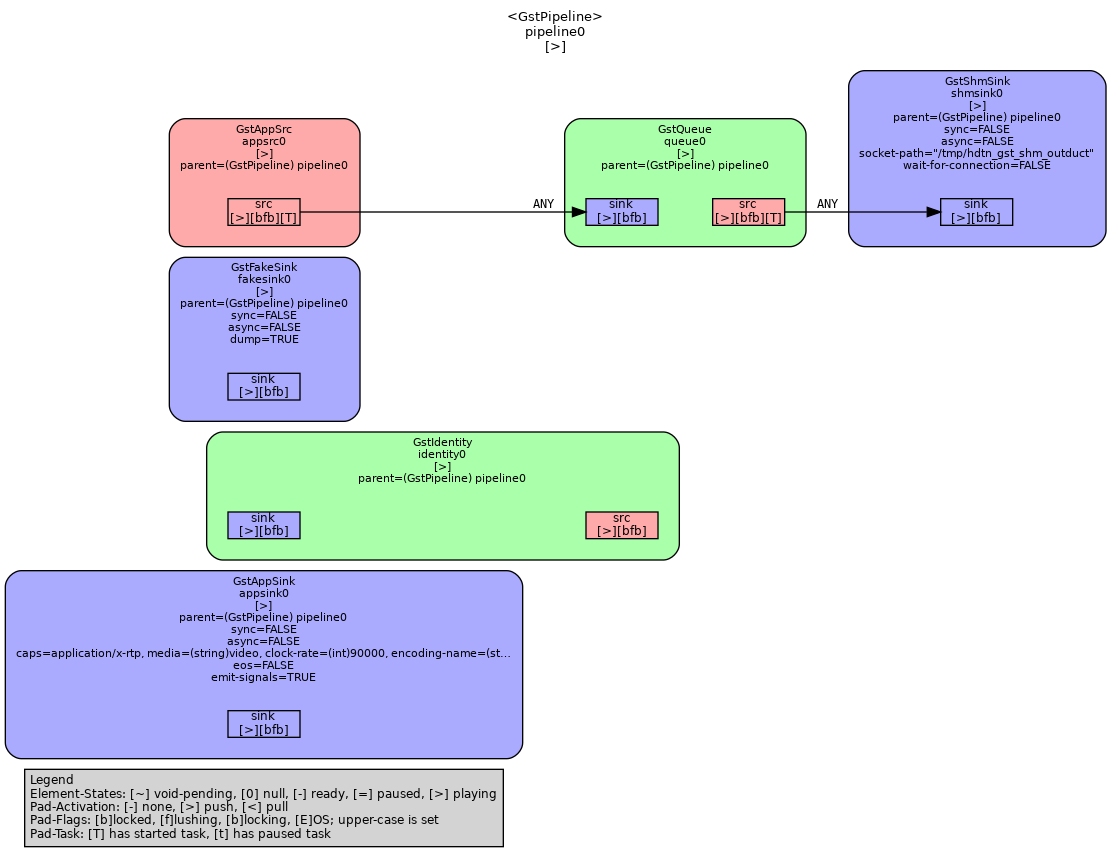 <GstPipeline>
pipeline0
[>]
GstShmSink
shmsink0
[>]
parent=(GstPipeline) pipeline0
sync=FALSE
async=FALSE
socket-path="/tmp/hdtn_gst_shm_outduct"
wait-for-connection=FALSE
sink
[>][bfb]
GstAppSrc
appsrc0
[>]
parent=(GstPipeline) pipeline0
src
[>][bfb][T]
ANY
GstQueue
queue0
[>]
parent=(GstPipeline) pipeline0
sink
[>][bfb]
src
[>][bfb][T]
ANY
GstFakeSink
fakesink0
[>]
parent=(GstPipeline) pipeline0
sync=FALSE
async=FALSE
dump=TRUE
sink
[>][bfb]
GstIdentity
identity0
[>]
parent=(GstPipeline) pipeline0
sink
[>][bfb]
src
[>][bfb]
GstAppSink
appsink0
[>]
parent=(GstPipeline) pipeline0
sync=FALSE
async=FALSE
caps=application/x-rtp, media=(string)video, clock-rate=(int)90000, encoding-name=(st...
eos=FALSE
emit-signals=TRUE
sink
[>][bfb]
Legend
Element-States: [~] void-pending, [0] null, [-] ready, [=] paused, [>] playing
Pad-Activation: [-] none, [>] push, [<] pull
Pad-Flags: [b]locked, [f]lushing, [b]locking, [E]OS; upper-case is set
Pad-Task: [T] has started task, [t] has paused task